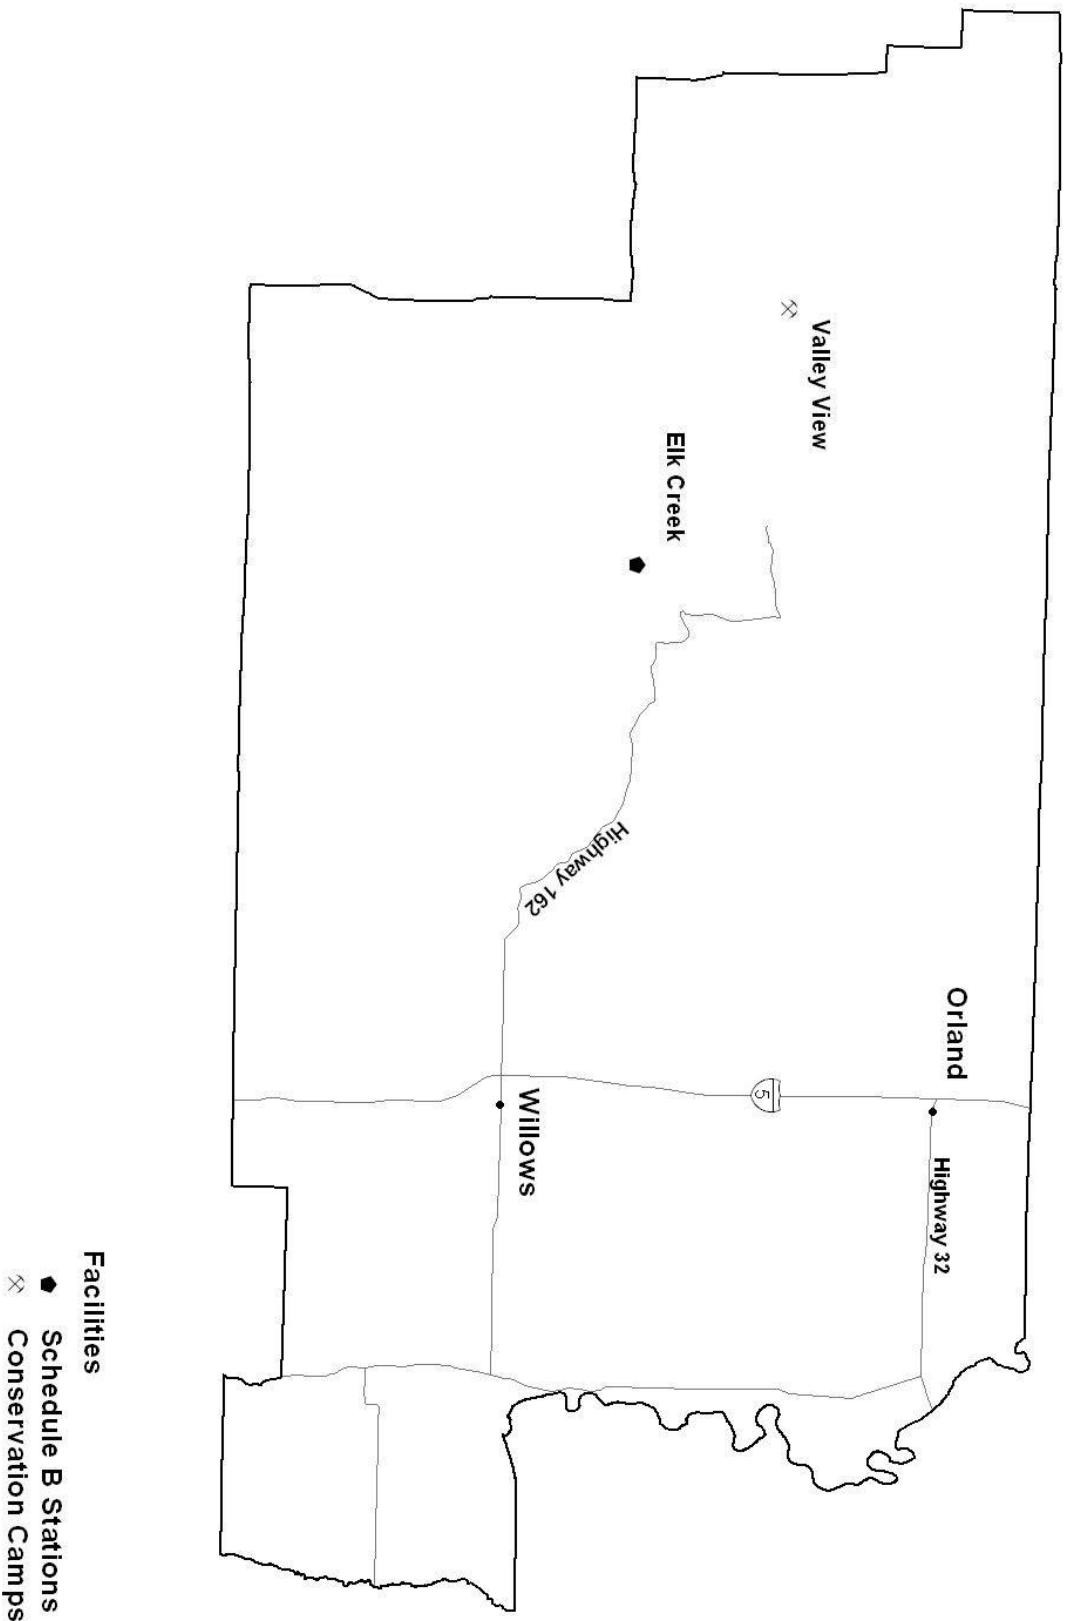 Orland
Highway 32
5
Valley View
Elk Creek
Highway 162
Willows
Facilities
Schedule B Stations
Conservation Camps